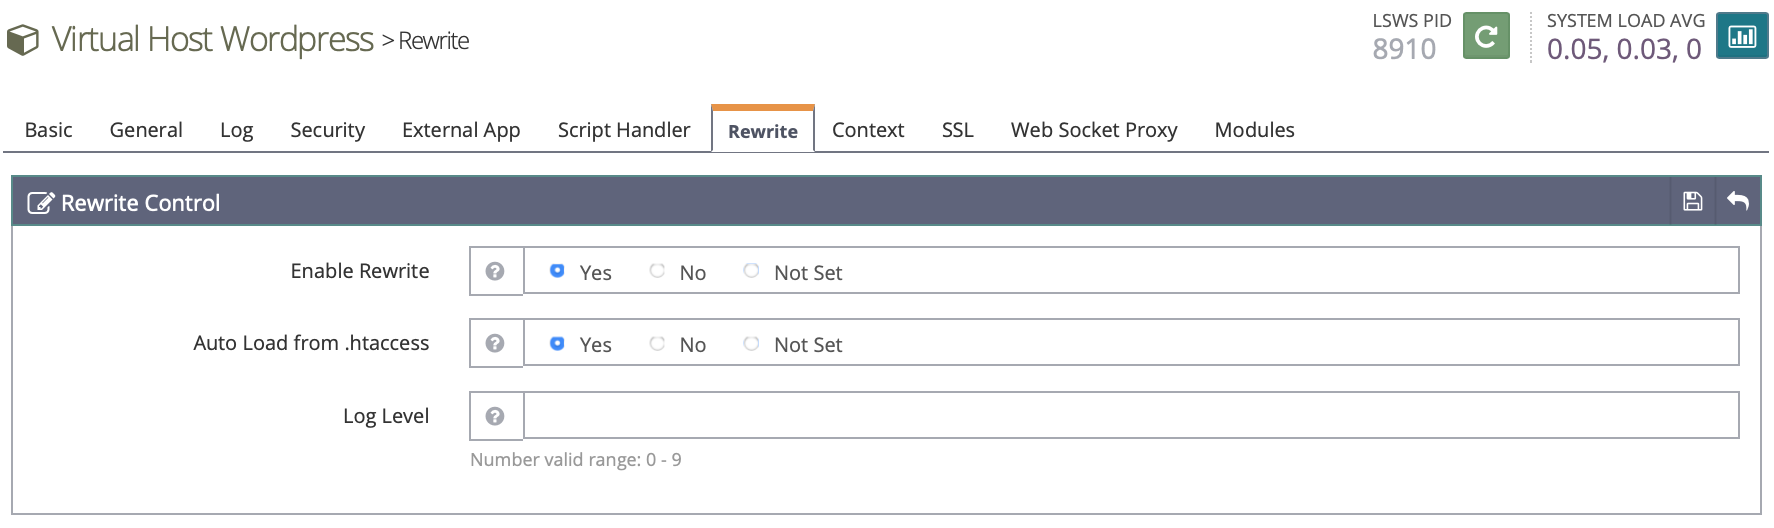 Virtual Host Wordpress > Rewrite
LSWS PID
8910
SYSTEM LOAD AVG
0.05, 0.03, 0
Basic General Log Security External App Script Handler Rewrite Context SSL Web Socket Proxy Modules
Rewrite Control
Enable Rewrite ? Yes No Not Set
Auto Load from .htaccess ? Yes No Not Set
Log Level ?
Number valid range: 0 - 9